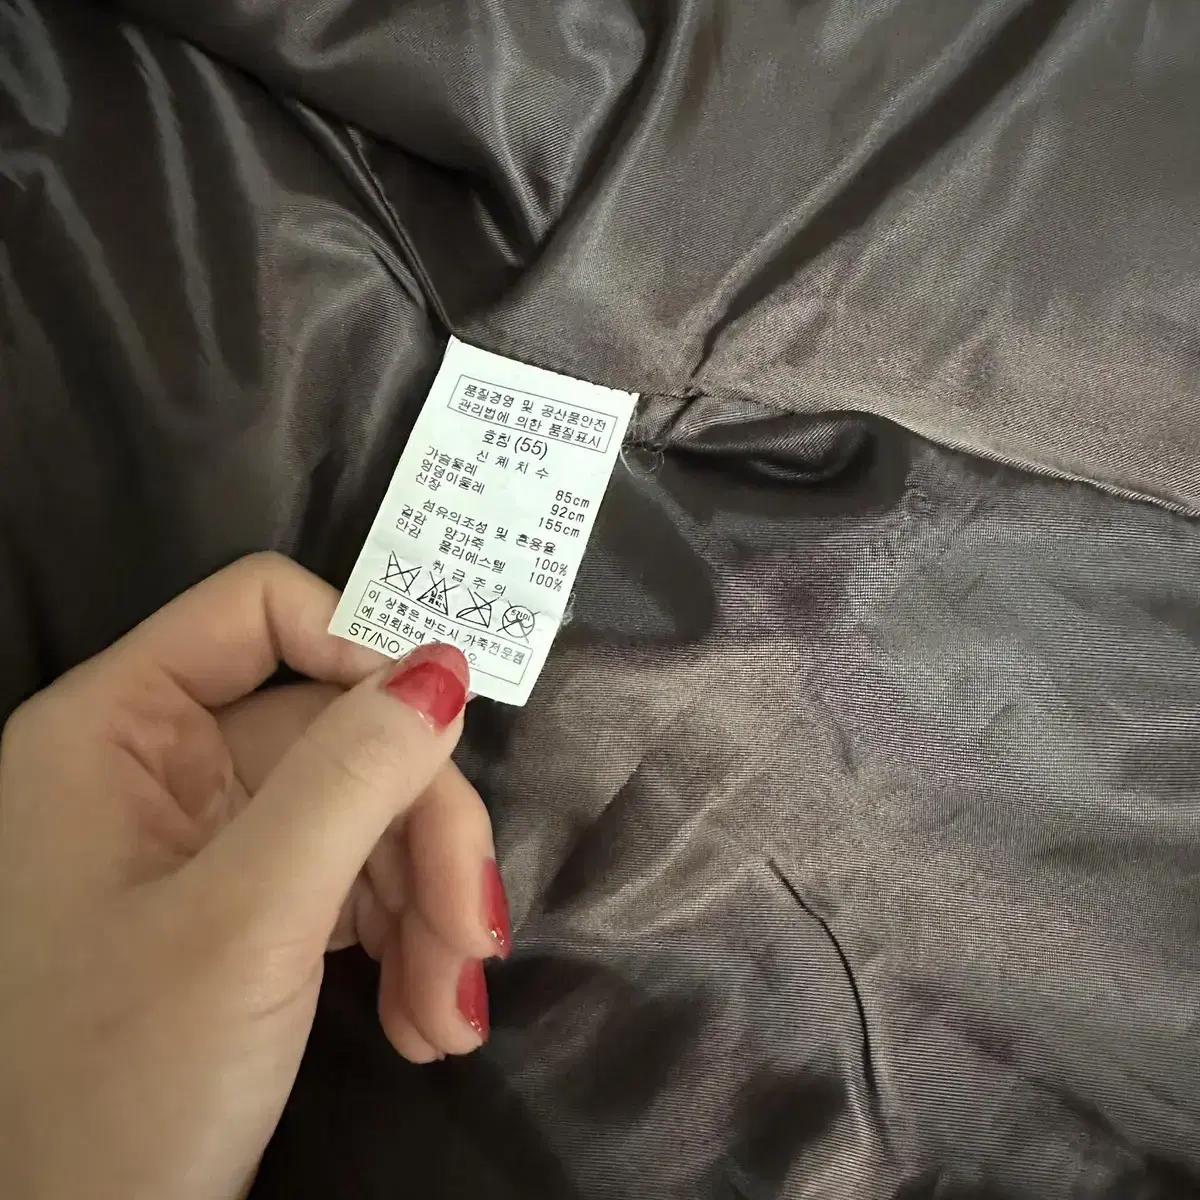 품질경영 및 공산품안전
관리법에 의한 품질표시
호칭 (55)
신 체 치 수
가슴둘레 85cm
엉덩이둘레 92cm
신장 155cm
섬유의조성 및 혼용율
겉감 양가죽 100%
안감 폴리에스텔 100%
취 급 주 의
이 상품은 반드시 가죽전문점
에 의뢰하여
ST/NO: